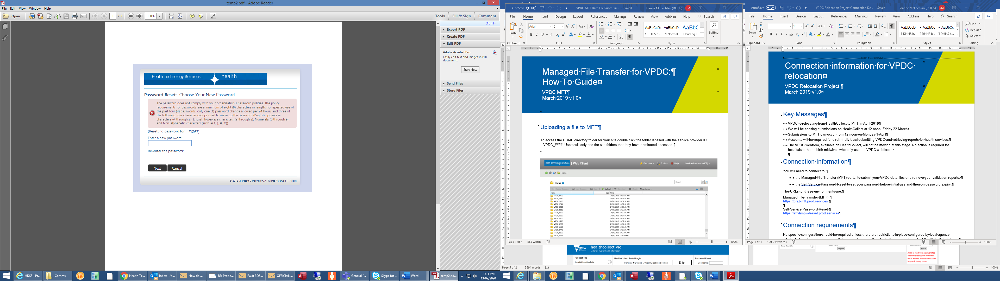 temp2.pdf - Adobe Reader
File Edit View Window Help
Open 1 / 1 100% Tools Fill & Sign Comment
Sign In
Export PDF
Create PDF
Edit PDF
Adobe Acrobat Pro
Easily edit text and images in PDF
documents
Start Now
Send Files
Store Files
Health Technology Solutions health
Password Reset: Choose Your New Password
The password does not comply with your organization's password policies. The policy
requirements for passwords are a minimum of eight (8) characters in length, no repeated use of
the past four (4) passwords, only one (1) password change allowed per 24 hours and three of
the following four character groups used to make up the password (English uppercase
characters (A through Z), English lowercase characters (a through z), Numerals (0 through 9)
and Non-alphabetic characters (such as !, $, #, %)).
(Resetting password for ZX987)
Enter a new password:
Re-enter the password:
Next Cancel
© 2012 Microsoft Corporation. All Rights Reserved. | About
AutoSave Off VPDC MFT Data File Submissi... - Saved Joanne McLachlan (DHHS) JM
File Home Insert Design Layout References Mailings Review View Add-ins Help Search
Paste Arial 6 AaBbCcDc AaBbCcDc AaBbC
¶ DHHS b... ¶ Normal Heading 1 Editing
Clipboard Font Paragraph Styles
Managed File Transfer for VPDC:¶
How To Guide¤
VPDC MFT¶
March 2019 v1.0¤
Uploading a file to MFT¶
To access the HOME directory/folder for your site double click the folder labelled with the service provider ID
– VPDC_####. Users will only see the site folders that they have nominated access to.¶
¶
Health Technology Solutions | Web Client Favorites Tools Help Jessica Gunther (JG407)
Home
Home Search
Upload More Actions
Name Size Time
VPDC_6400 24/01/2019 10:37:31 AM
VPDC_6470 24/01/2019 10:37:31 AM
VPDC_6480 24/01/2019 10:37:31 AM
VPDC_6511 24/01/2019 10:37:31 AM
VPDC_6520 24/01/2019 10:37:31 AM
VPDC_6550 24/01/2019 10:37:31 AM
VPDC_6600 24/01/2019 10:37:31 AM
VPDC_6620 24/01/2019 10:37:31 AM
VPDC_6700 24/01/2019 10:37:31 AM
VPDC_6790 24/01/2019 10:37:31 AM
VPDC_7390 24/01/2019 10:37:31 AM
VPDC_7720 24/01/2019 10:37:31 AM
VPDC_8440 24/01/2019 10:37:31 AM
VPDC_8890 24/01/2019 10:37:31 AM
VPDC_9999 24/01/2019 1:18:52 PM
Page 1 of 4 563 words 100%
AutoSave Off VPDC Relocation Project Connection De... - Saved Joanne McLachlan (DHHS) JM
File Home Insert Design Layout References Mailings Review View Add-ins Help Search
Paste 10 AaBbCcDc • AaBbCc • AaBbCc Find
¶ DHHS b... ¶ DHHS b... ¶ DHHS b... Replace
Select
Clipboard Font Paragraph Styles Editing
Connection information for VPDC
relocation¤
VPDC Relocation Project ¶
March 2019 v1.0¤
Key Messages¶
VPDC is relocating from HealthCollect to MFT in April 2019¶
We will be ceasing submissions on HealthCollect at 12 noon, Friday 22 March¶
Submissions to MFT can occur from 12 noon on Monday 1 April¶
Accounts will be required for each individual submitting VPDC and retrieving reports for health services.¶
The VPDC webform, available on HealthCollect, will not be moving at this stage. No action is required for
hospitals or home birth midwives who only use the VPDC webform.
¶
Connection Information¶
You will need to connect to: ¶
the Managed File Transfer (MFT) portal to submit your VPDC data files and retrieve your validation reports. ¶
the Self Service Password Reset to set your password before initial use and then on password expiry.¶
The URLs for these environments are:¶
Managed File Transfer (MFT) ¶
https://prs2-mft.prod.services ¶
¶
Self Service Password Reset ¶
https://ehvfimpwdreset.prod.services¶
Connection requirements¶
No specific configuration should be required unless there are restrictions in place configured by local agency
Page 1 of 1 1 of 239 words 100%
healthcollect.vic
Victoria's hub for health information
Publications Health Collect Portal Login Password Reset
Hospital Location Date Context: Default Get my last used context Enter UserName:
Page 5 of 21 3694 words
Rural Hospitals Logon Reset
A link to reset your password has
been emailed to your nominated
email address. Please contact the
helpdesk for any issues.
100%
HDSS - Pr... Comms Health Te... Inbox - Jo... How do ... RE: Propo... Fwd: BOS... OFFICIAL:... General (... Skype for ... Word temp2.pd...
10:11 PM
13/02/2020